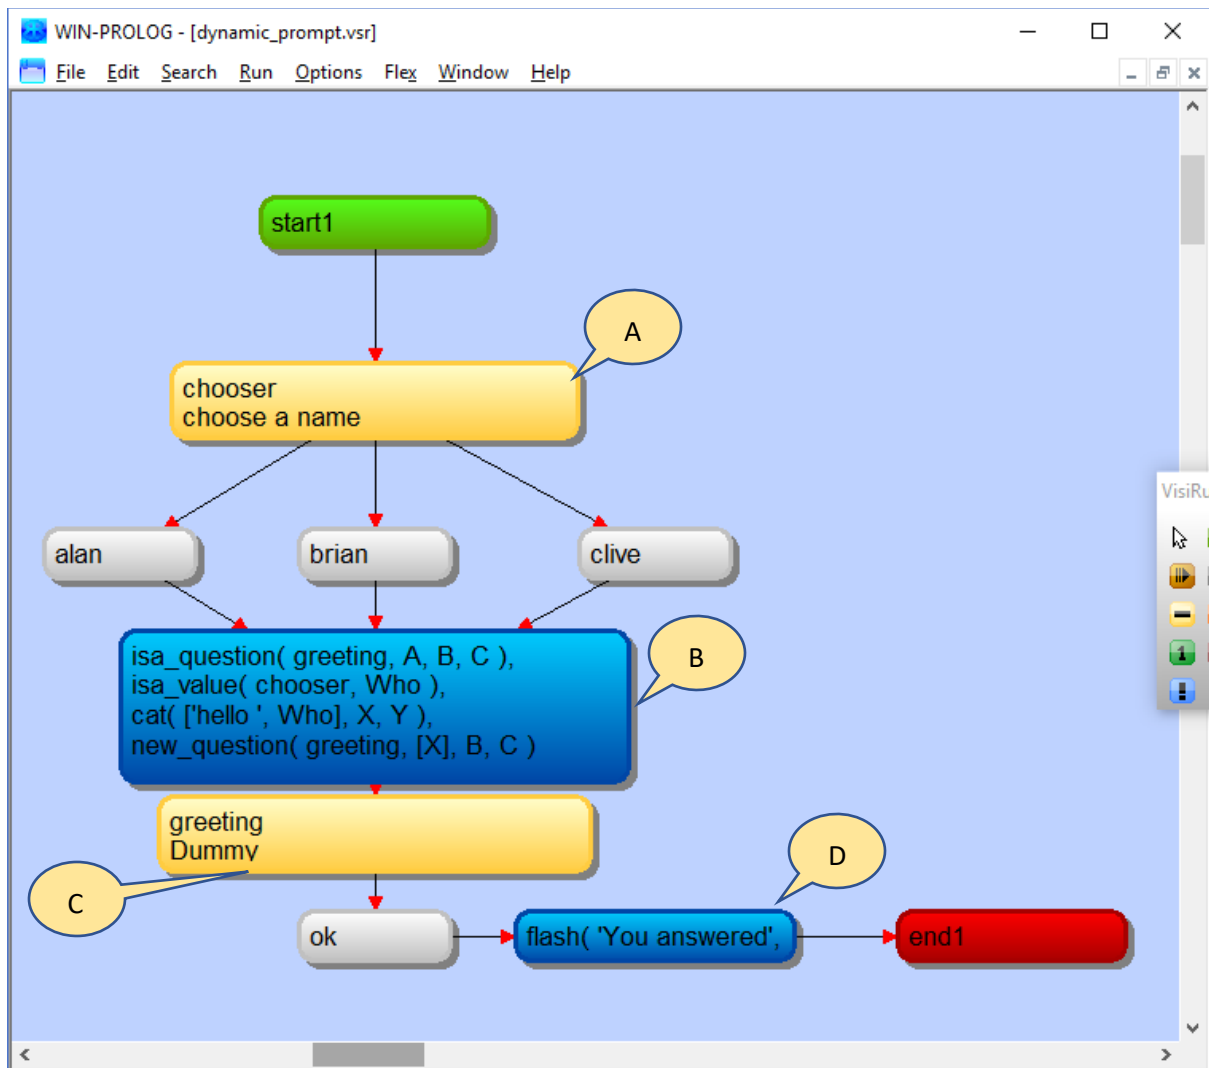 WIN-PROLOG - [dynamic_prompt.vsr]
File Edit Search Run Options Flex Window Help
start1
A
chooser
choose a name
VisiRu
alan
brian
clive
isa_question( greeting, A, B, C ),
isa_value( chooser, Who ),
cat( ['hello ', Who], X, Y ),
new_question( greeting, [X], B, C )
B
greeting
Dummy
C
D
ok
flash( 'You answered',
end1